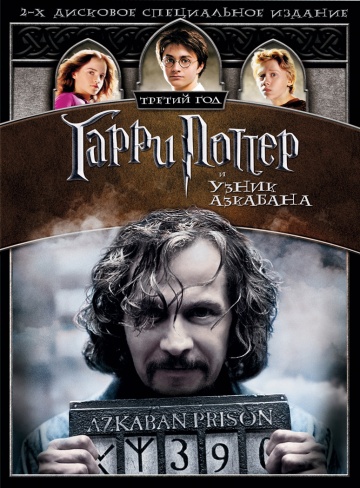 2-Х ДИСКОВОЕ СПЕЦИАЛЬНОЕ ИЗДАНИЕ
ТРЕТИЙ ГОД
ГАРРИ ПОТТЕР
И
УЗНИК
АЗКАБАНА
AZKABAN PRISON
390